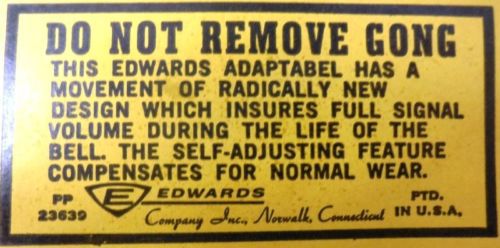 DO NOT REMOVE GONG
THIS EDWARDS ADAPTABEL HAS A
MOVEMENT OF RADICALLY NEW
DESIGN WHICH INSURES FULL SIGNAL
VOLUME DURING THE LIFE OF THE
BELL. THE SELF-ADJUSTING FEATURE
COMPENSATES FOR NORMAL WEAR.
PP E EDWARDS PTD.
23639 Company Inc., Norwalk, Connecticut IN U.S.A.